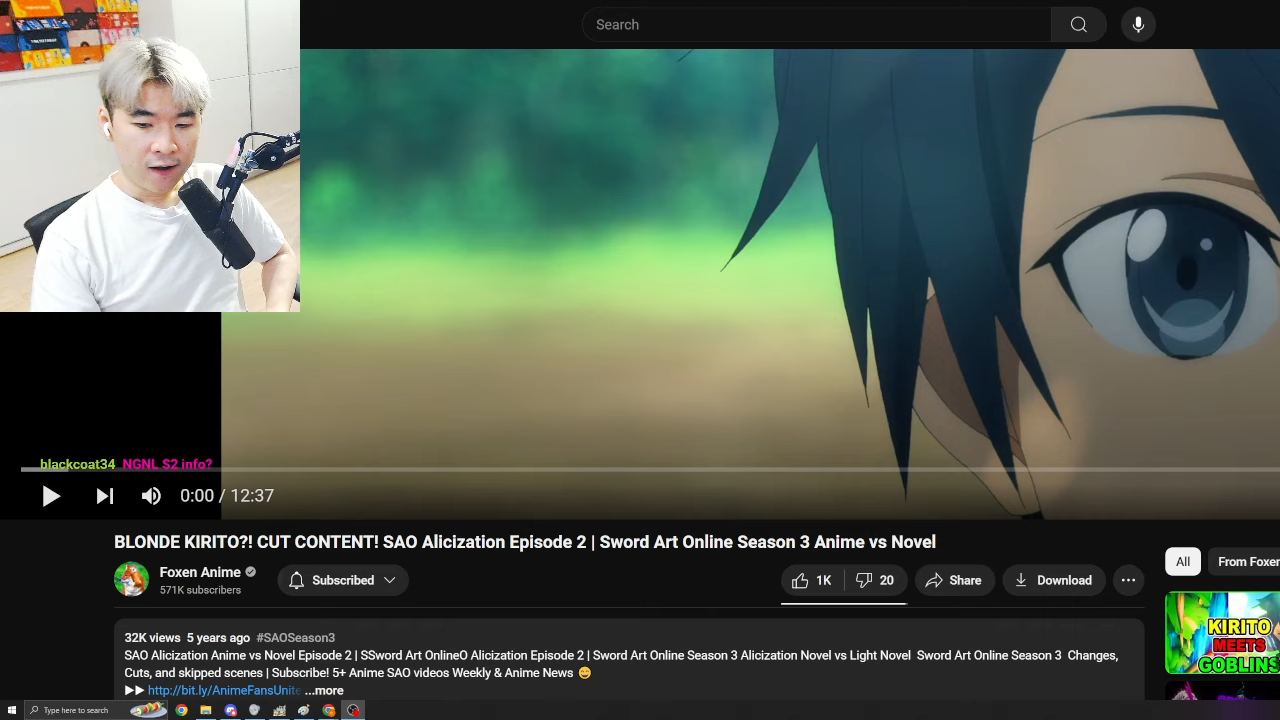 Search
blackcoat34 NGNL S2 info?
0:00 / 12:37
BLONDE KIRITO?! CUT CONTENT! SAO Alicization Episode 2 | Sword Art Online Season 3 Anime vs Novel
Foxen Anime
571K subscribers
Subscribed
1K
20
Share
Download
All
From Foxen
32K views 5 years ago #SAOSeason3
SAO Alicization Anime vs Novel Episode 2 | SSword Art OnlineO Alicization Episode 2 | Sword Art Online Season 3 Alicization Novel vs Light Novel Sword Art Online Season 3 Changes,
Cuts, and skipped scenes | Subscribe! 5+ Anime SAO videos Weekly & Anime News 😄
▶▶ http://bit.ly/AnimeFansUnite ...more
KIRITO
MEETS
GOBLINS
Type here to search